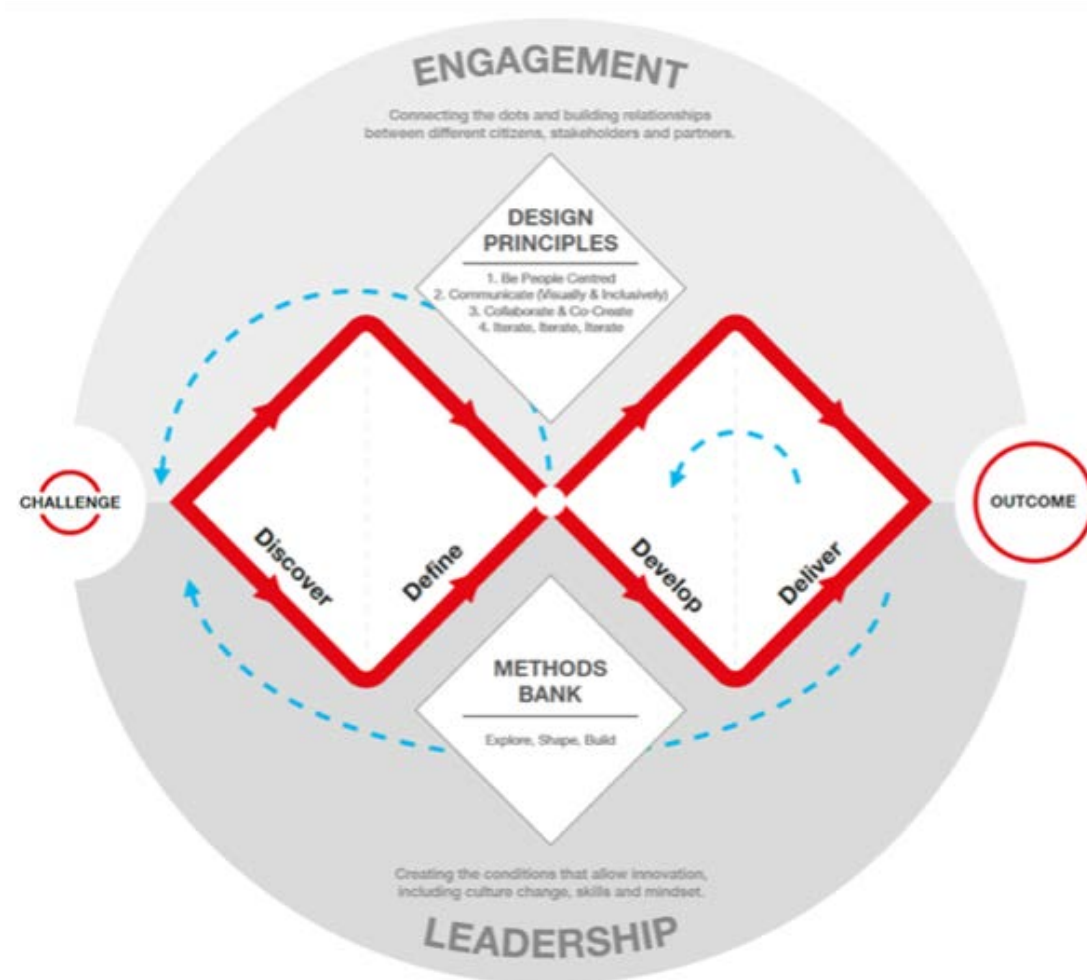 ENGAGEMENT
Connecting the dots and building relationships
between different citizens, stakeholders and partners.
DESIGN
PRINCIPLES
1. Be People Centred
2. Communicate (Visually & Inclusively)
3. Collaborate & Co-Create
4. Iterate, Iterate, Iterate
CHALLENGE
OUTCOME
Discover
Define
Develop
Deliver
METHODS
BANK
Explore, Shape, Build
Creating the conditions that allow innovation,
including culture change, skills and mindset.
LEADERSHIP